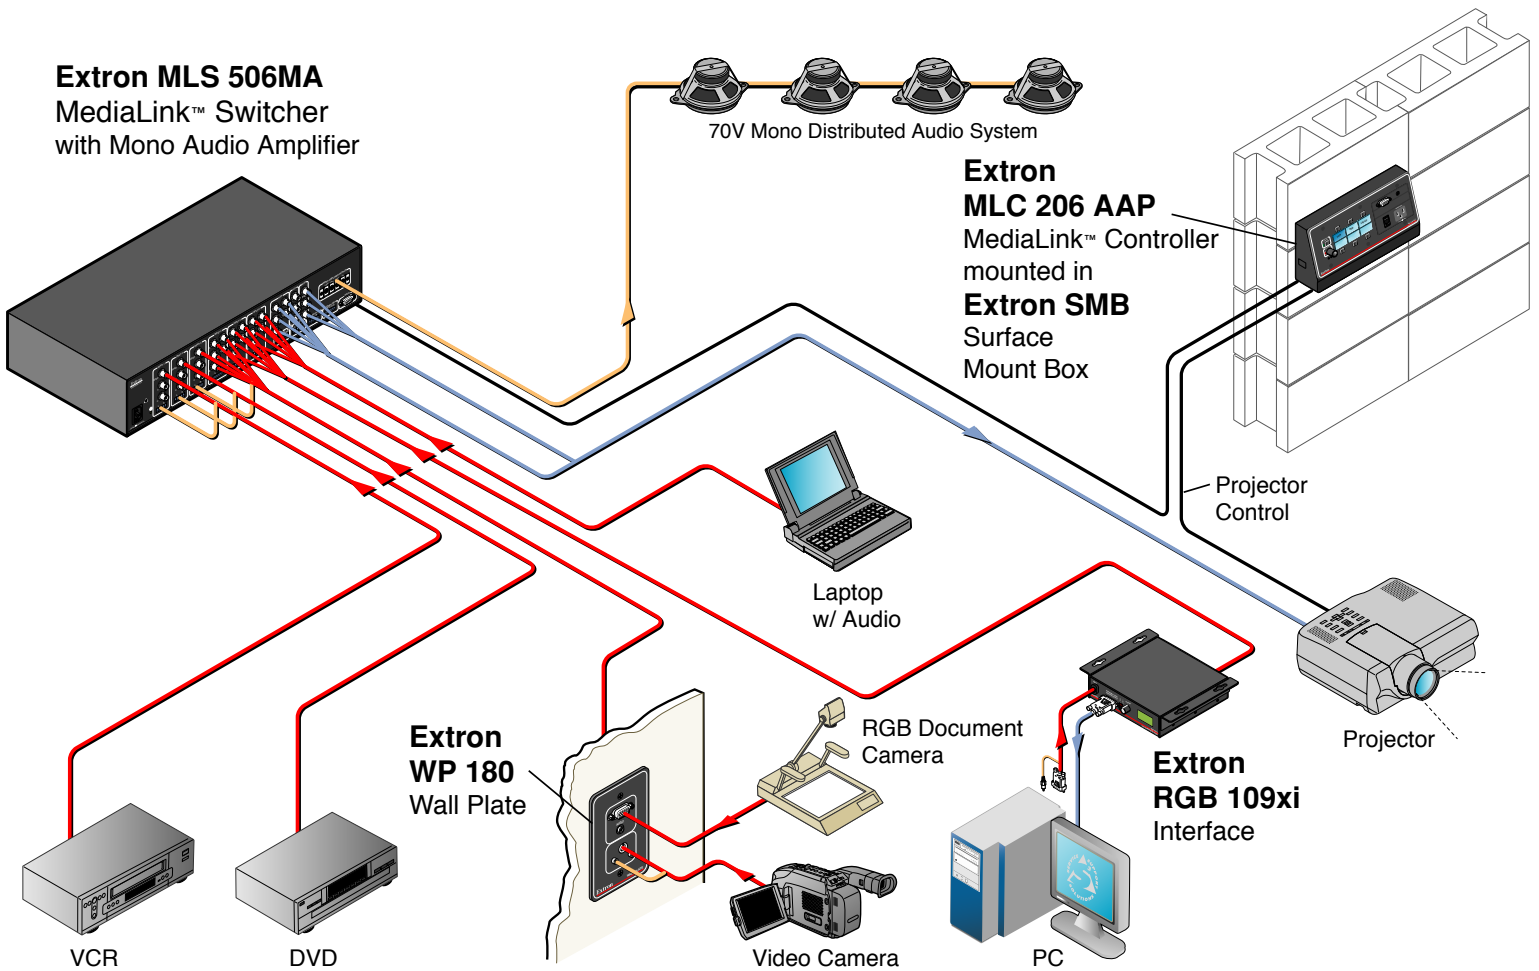 Extron MLS 506MA
MediaLink™ Switcher
with Mono Audio Amplifier
70V Mono Distributed Audio System
Extron
MLC 206 AAP
MediaLink™ Controller
mounted in
Extron SMB
Surface
Mount Box
Projector
Control
Laptop
w/ Audio
Projector
RGB Document
Camera
Extron
WP 180
Wall Plate
Extron
RGB 109xi
Interface
Extron
VCR
DVD
Video Camera
PC